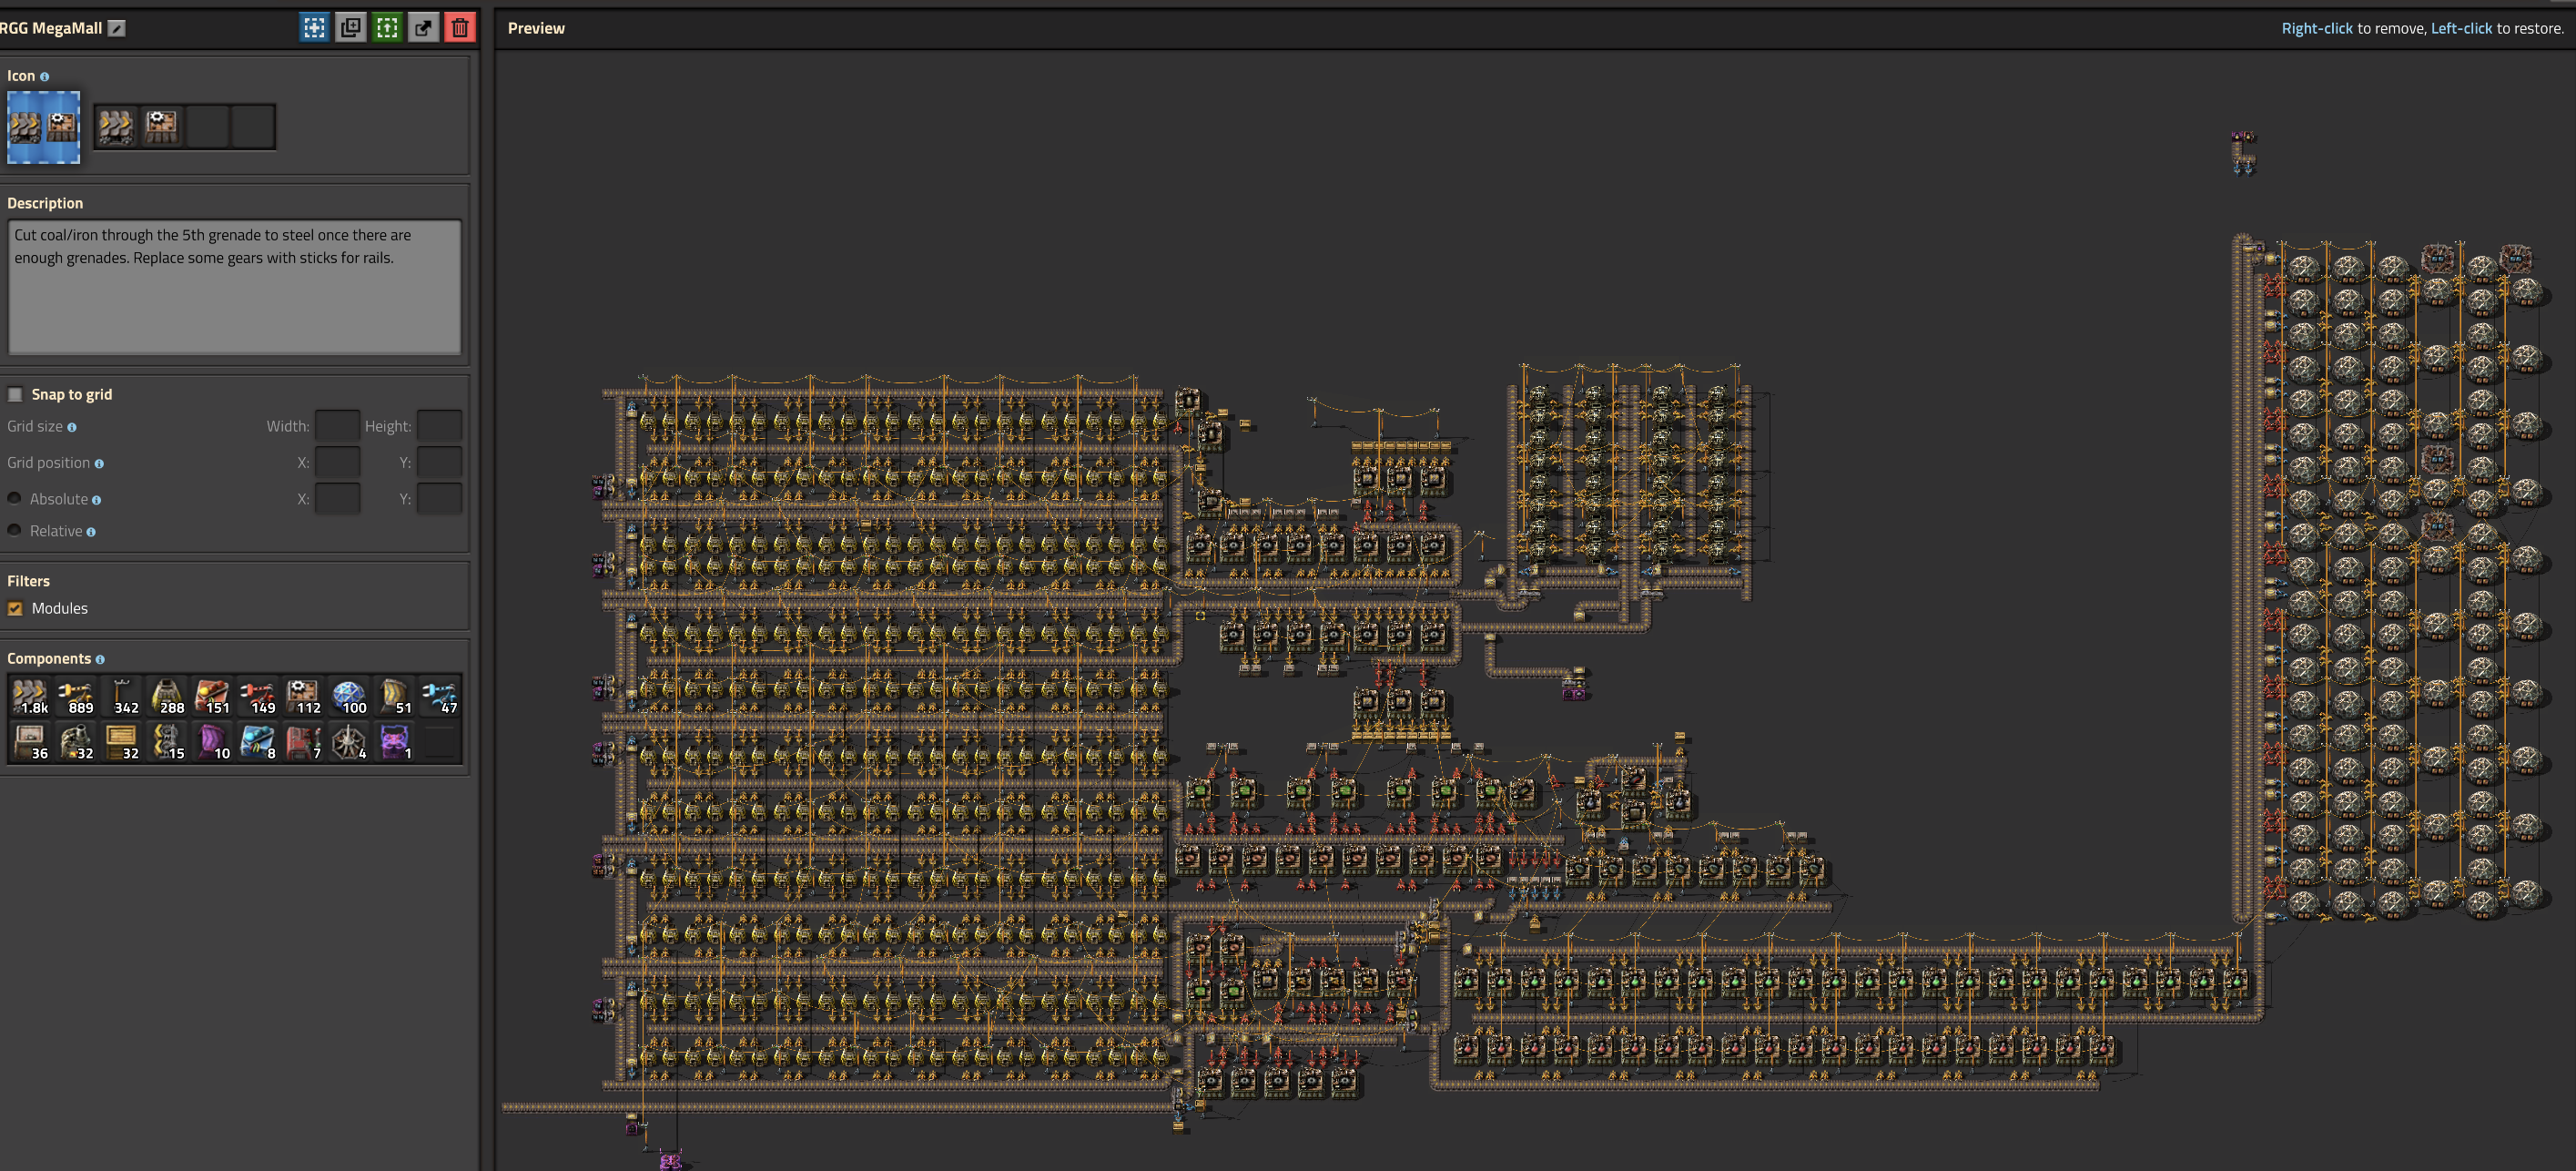 RGG MegaMall
Preview
Right-click to remove, Left-click to restore.
Icon
Description
Cut coal/iron through the 5th grenade to steel once there are
enough grenades. Replace some gears with sticks for rails.
Snap to grid
Grid size Width: Height:
Grid position X: Y:
Absolute X: Y:
Relative
Filters
Modules
Components
1.8k 889 342 288 151 149 112 100 51 47
36 32 32 15 10 8 7 4 1